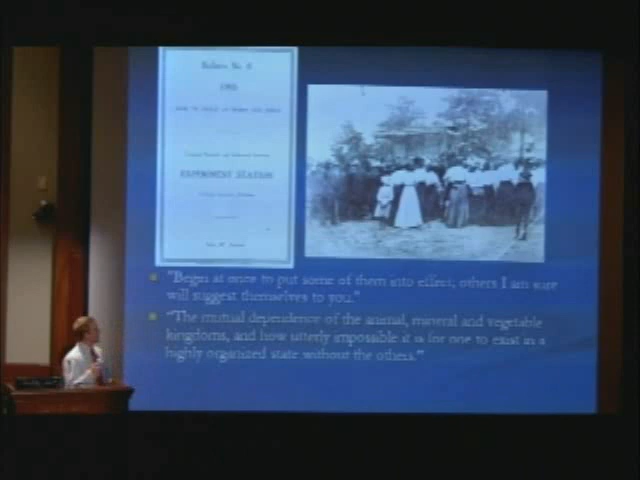 Bulletin No. 6
EXPERIMENT STATION
"Begin at once to put some of them into effect; others I am sure
will suggest themselves to you."
"The mutual dependence of the animal, mineral and vegetable
kingdoms, and how utterly impossible it is for one to exist in a
highly organized state without the others."